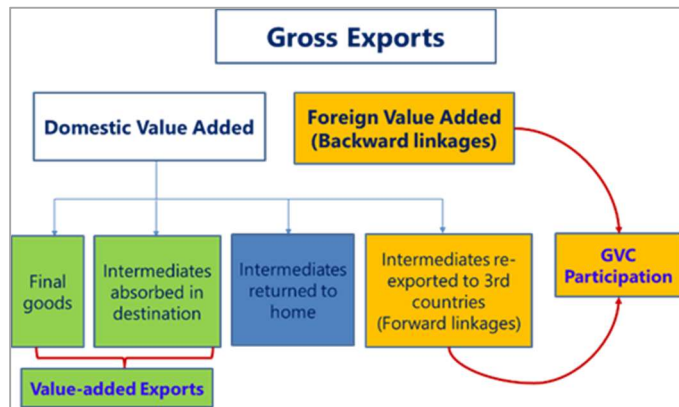 Gross Exports
Domestic Value Added
Foreign Value Added
(Backward linkages)
Final
goods
Intermediates
absorbed in
destination
Intermediates
returned to
home
Intermediates re-
exported to 3rd
countries
(Forward linkages)
GVC
Participation
Value-added Exports